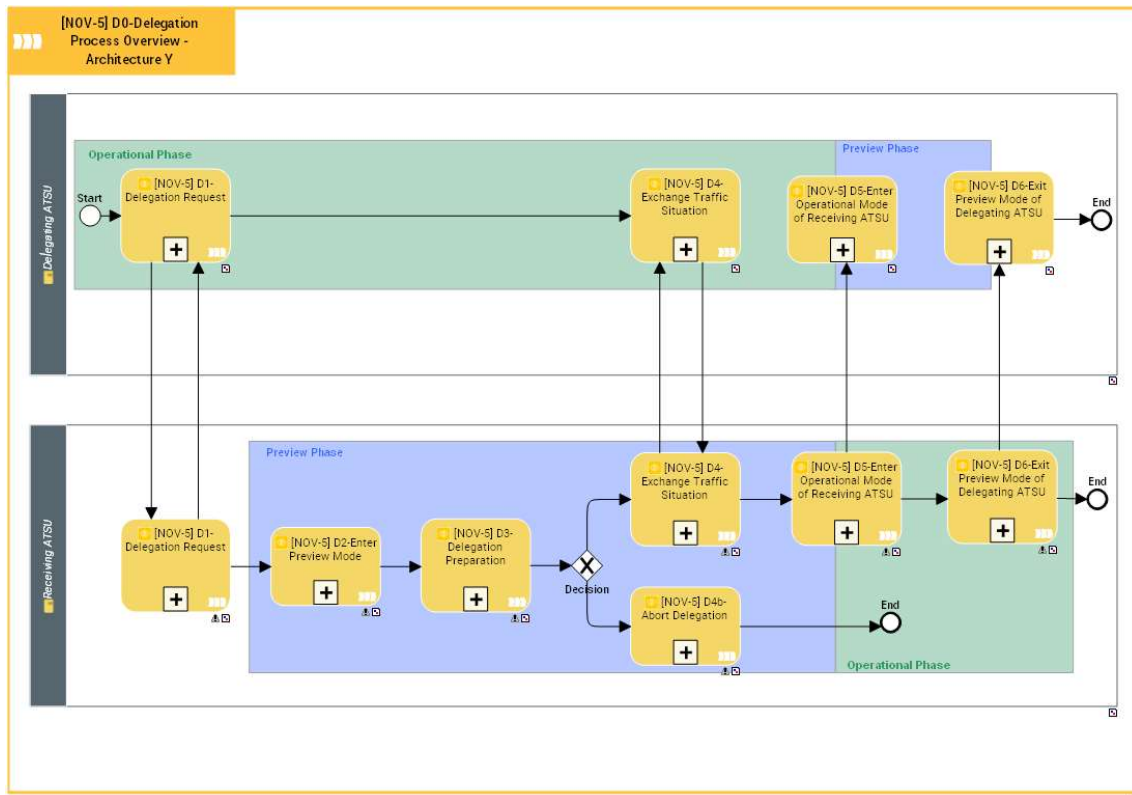 [NOV-5] D0-Delegation
Process Overview -
Architecture Y
Delegating ATSU
Operational Phase
Preview Phase
Start
[NOV-5] D1-
Delegation Request
[NOV-5] D4-
Exchange Traffic
Situation
[NOV-5] D5-Enter
Operational Mode
of Receiving ATSU
[NOV-5] D6-Exit
Preview Mode of
Delegating ATSU
End
Receiving ATSU
Preview Phase
[NOV-5] D1-
Delegation Request
[NOV-5] D2-Enter
Preview Mode
[NOV-5] D3-
Delegation
Preparation
X
Decision
[NOV-5] D4-
Exchange Traffic
Situation
[NOV-5] D5-Enter
Operational Mode
of Receiving ATSU
[NOV-5] D6-Exit
Preview Mode of
Delegating ATSU
End
[NOV-5] D4b-
Abort Delegation
End
Operational Phase